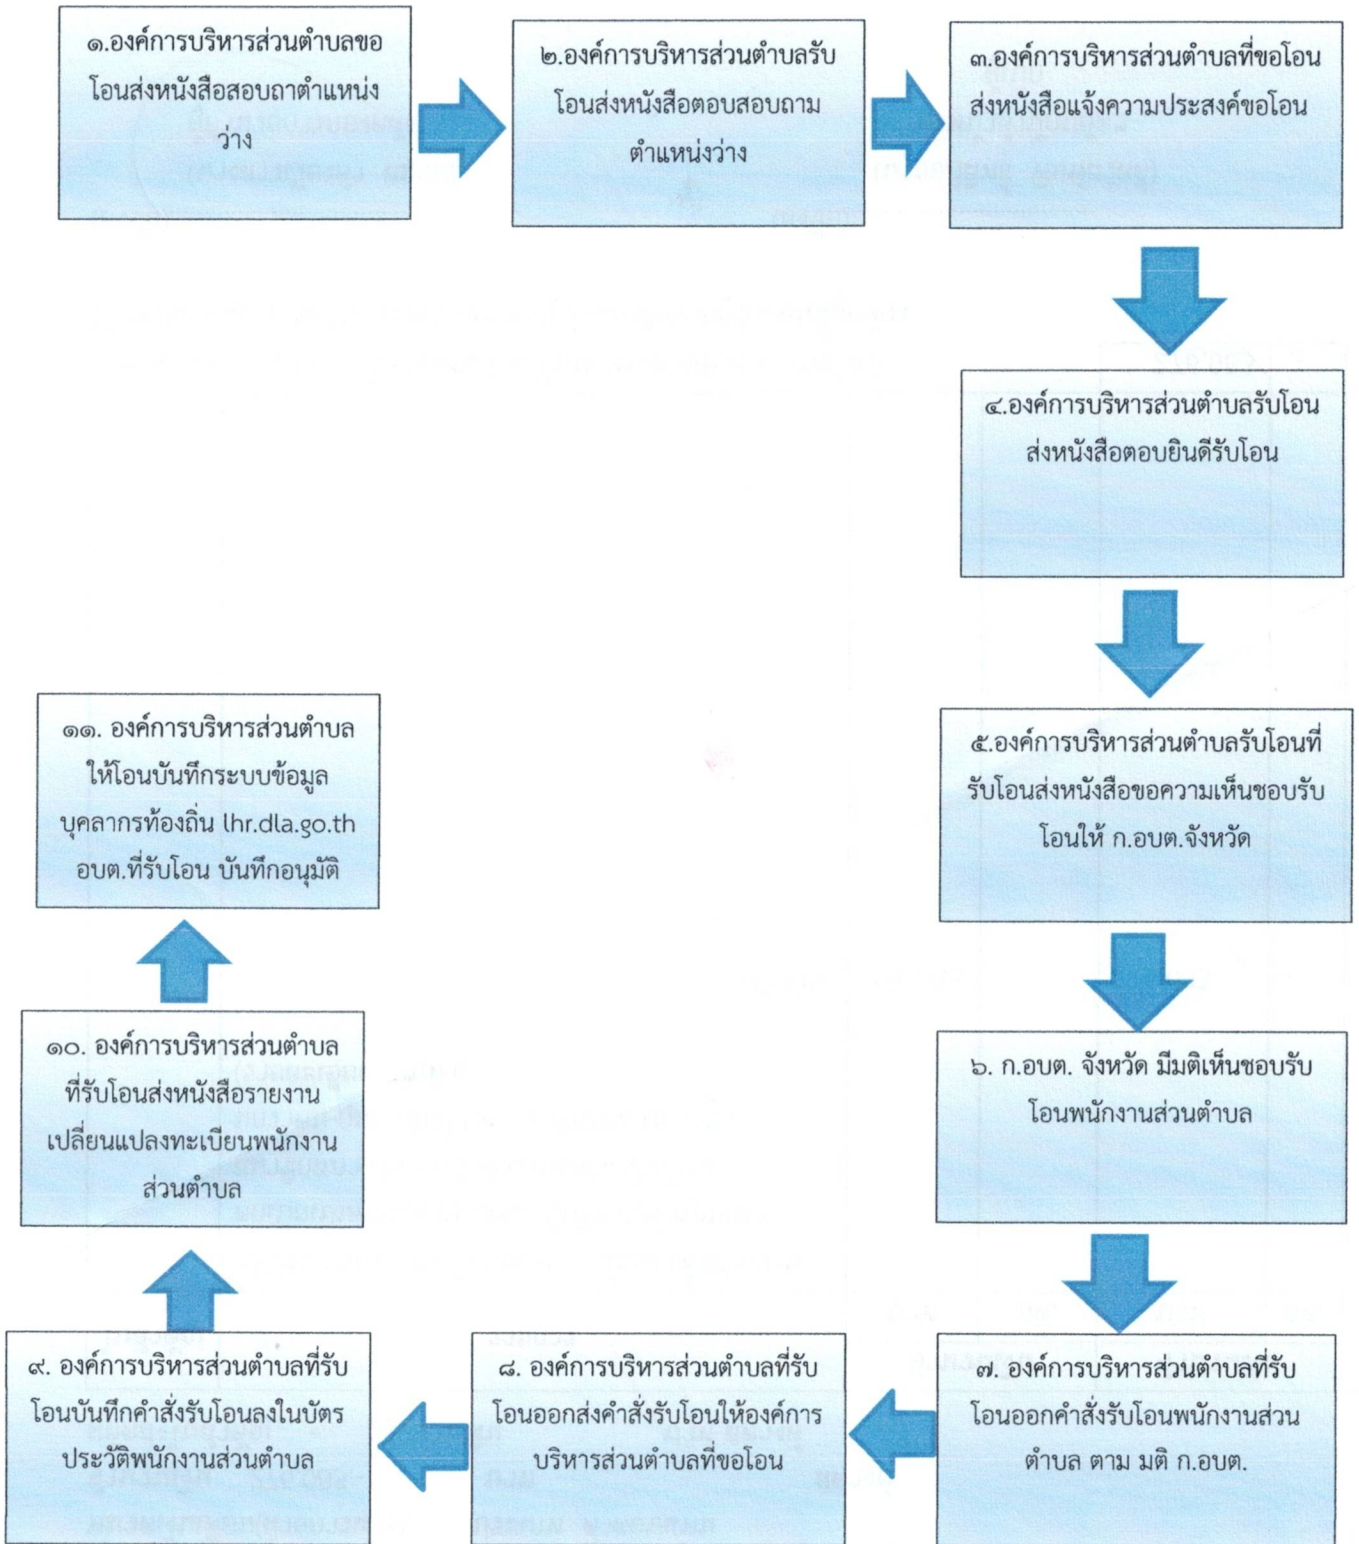 ๑.องค์การบริหารส่วนตำบลขอ
โอนส่งหนังสือสอบถาตำแหน่ง
ว่าง
๒.องค์การบริหารส่วนตำบลรับ
โอนส่งหนังสือตอบสอบถาม
ตำแหน่งว่าง
๓.องค์การบริหารส่วนตำบลที่ขอโอน
ส่งหนังสือแจ้งความประสงค์ขอโอน
๔.องค์การบริหารส่วนตำบลรับโอน
ส่งหนังสือตอบยินดีรับโอน
๕.องค์การบริหารส่วนตำบลรับโอนที่
รับโอนส่งหนังสือขอความเห็นชอบรับ
โอนให้ ก.อบต.จังหวัด
๖. ก.อบต. จังหวัด มีมติเห็นชอบรับ
โอนพนักงานส่วนตำบล
๗. องค์การบริหารส่วนตำบลที่รับ
โอนออกคำสั่งรับโอนพนักงานส่วน
ตำบล ตาม มติ ก.อบต.
๘. องค์การบริหารส่วนตำบลที่รับ
โอนออกส่งคำสั่งรับโอนให้องค์การ
บริหารส่วนตำบลที่ขอโอน
๙. องค์การบริหารส่วนตำบลที่รับ
โอนบันทึกคำสั่งรับโอนลงในบัตร
ประวัติพนักงานส่วนตำบล
๑๐. องค์การบริหารส่วนตำบล
ที่รับโอนส่งหนังสือรายงาน
เปลี่ยนแปลงทะเบียนพนักงาน
ส่วนตำบล
๑๑. องค์การบริหารส่วนตำบล
ให้โอนบันทึกระบบข้อมูล
บุคลากรท้องถิ่น lhr.dla.go.th
อบต.ที่รับโอน บันทึกอนุมัติ